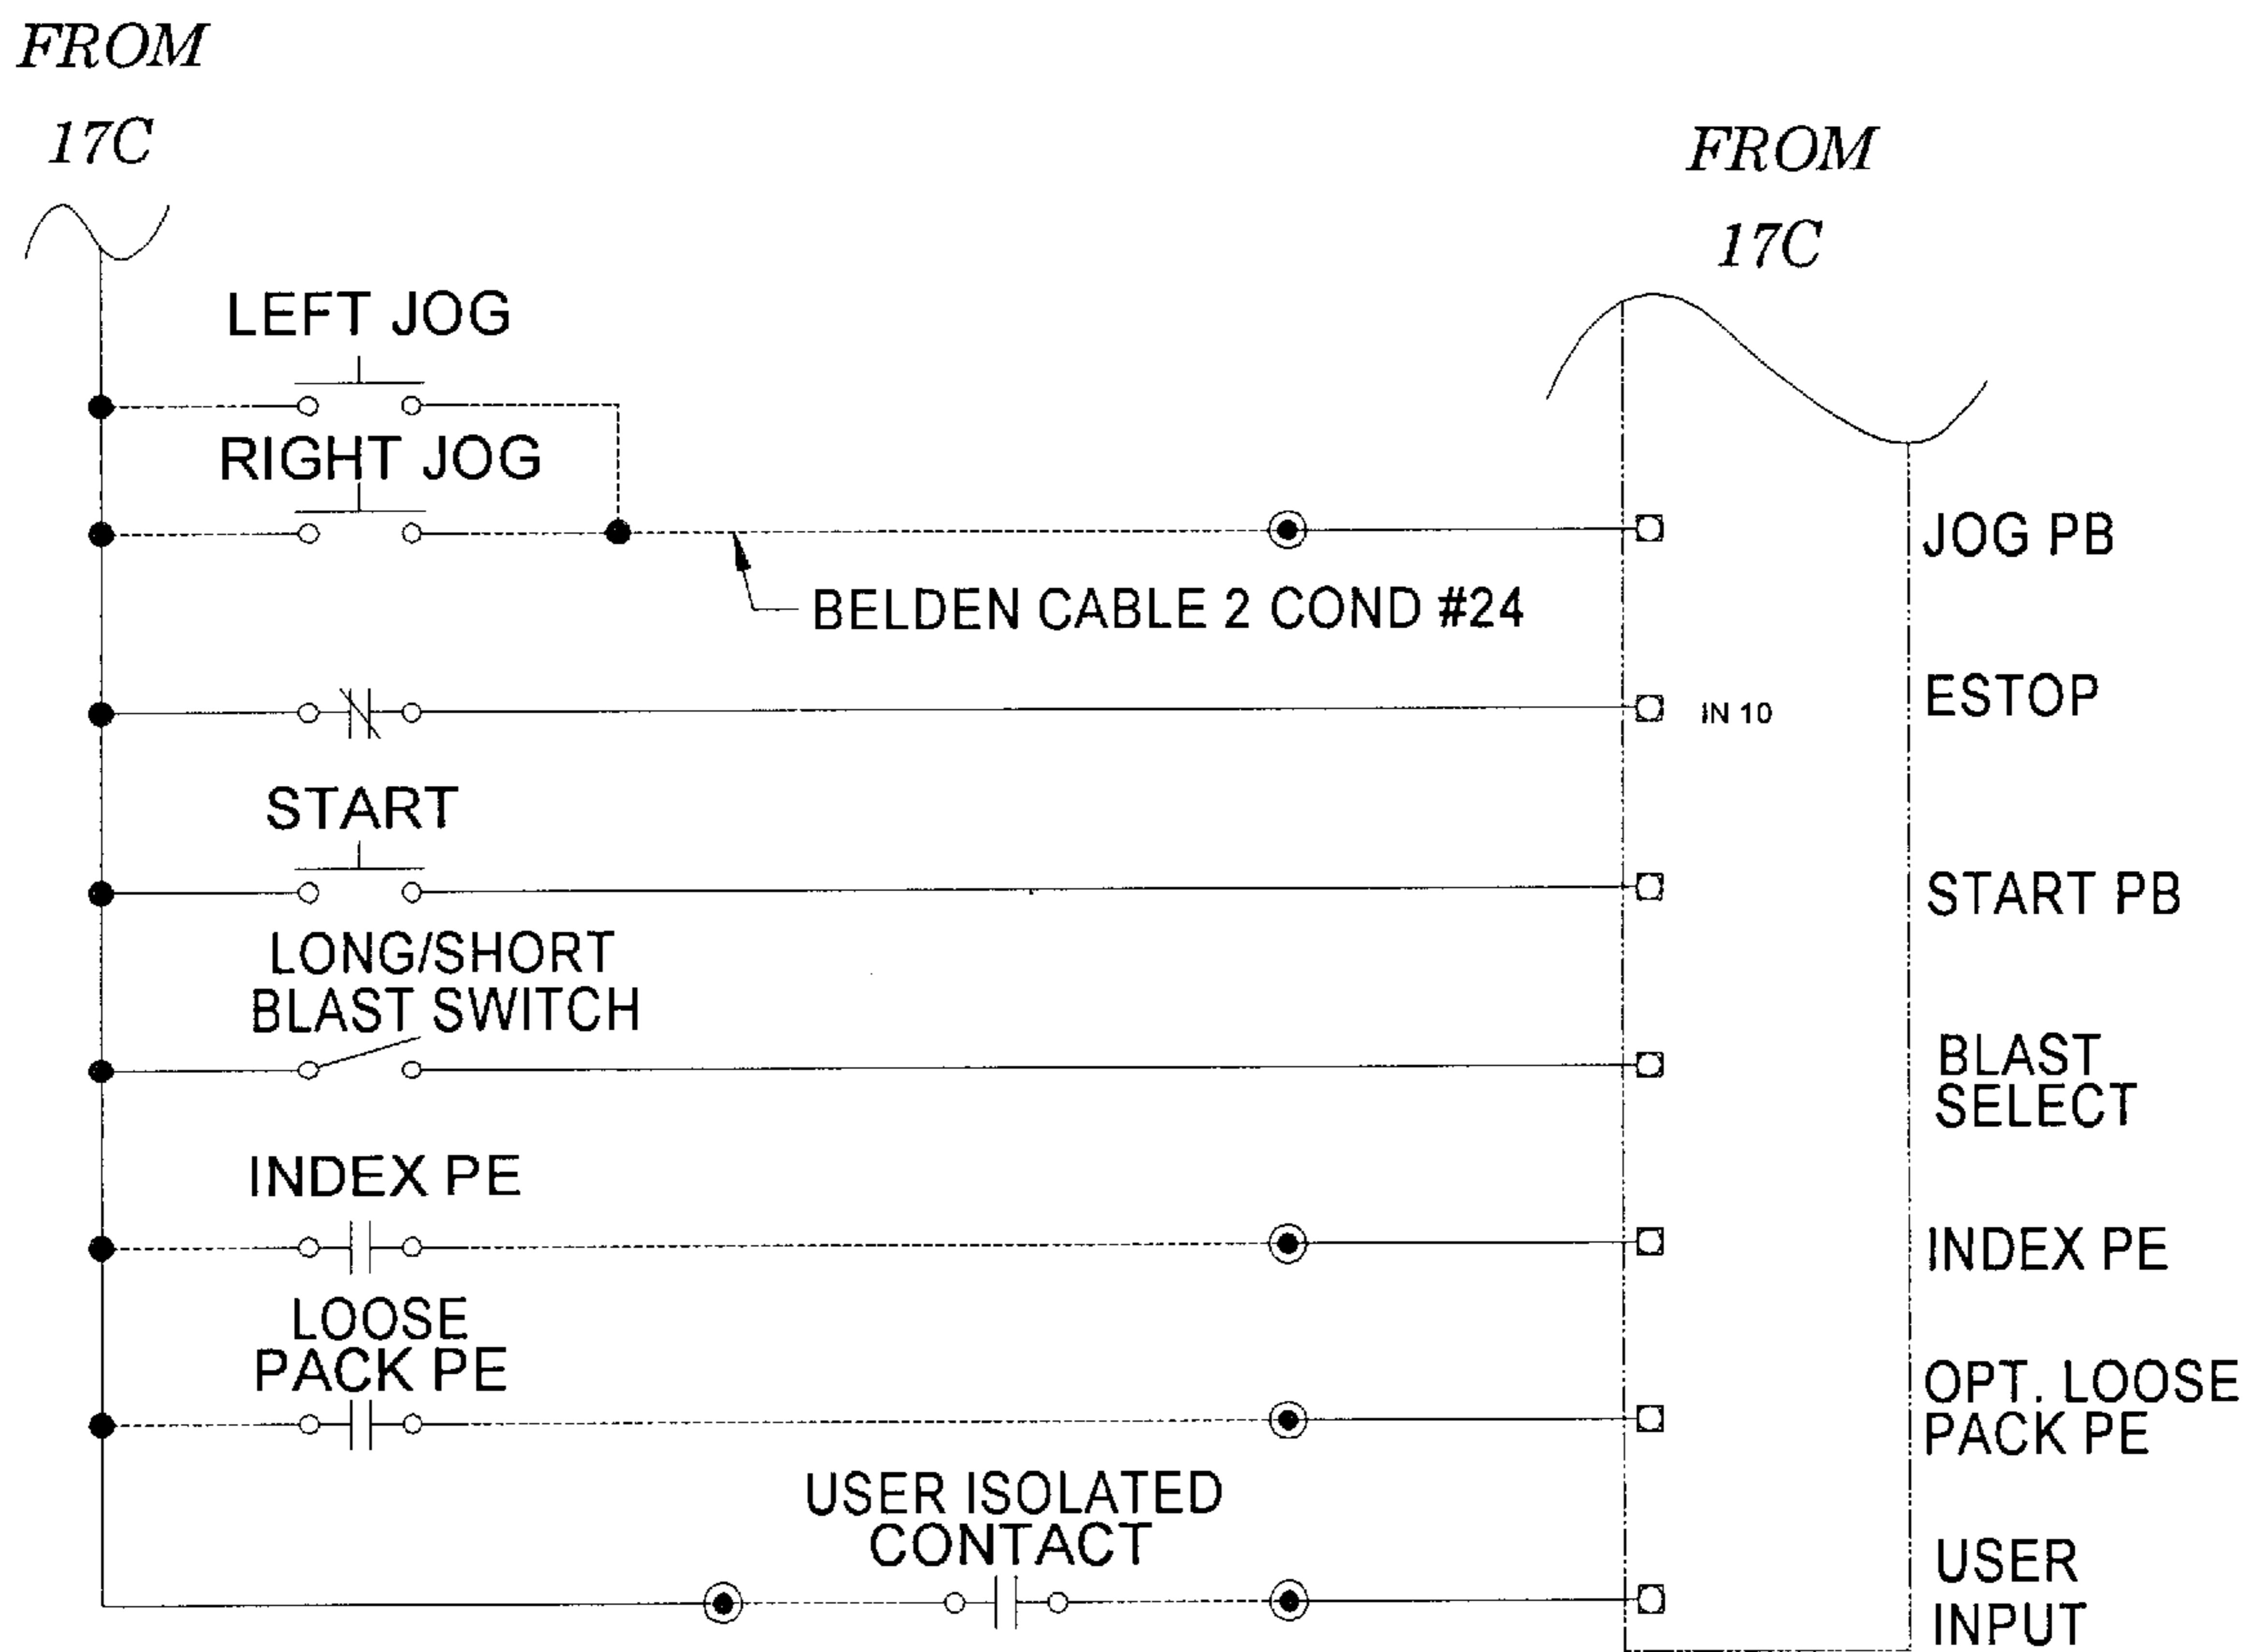 FROM
17C
FROM
17C
LEFT JOG
RIGHT JOG
JOG PB
BELDEN CABLE 2 COND #24
IN 10
ESTOP
START
START PB
LONG/SHORT
BLAST SWITCH
BLAST
SELECT
INDEX PE
INDEX PE
LOOSE
PACK PE
OPT. LOOSE
PACK PE
USER ISOLATED
CONTACT
USER
INPUT